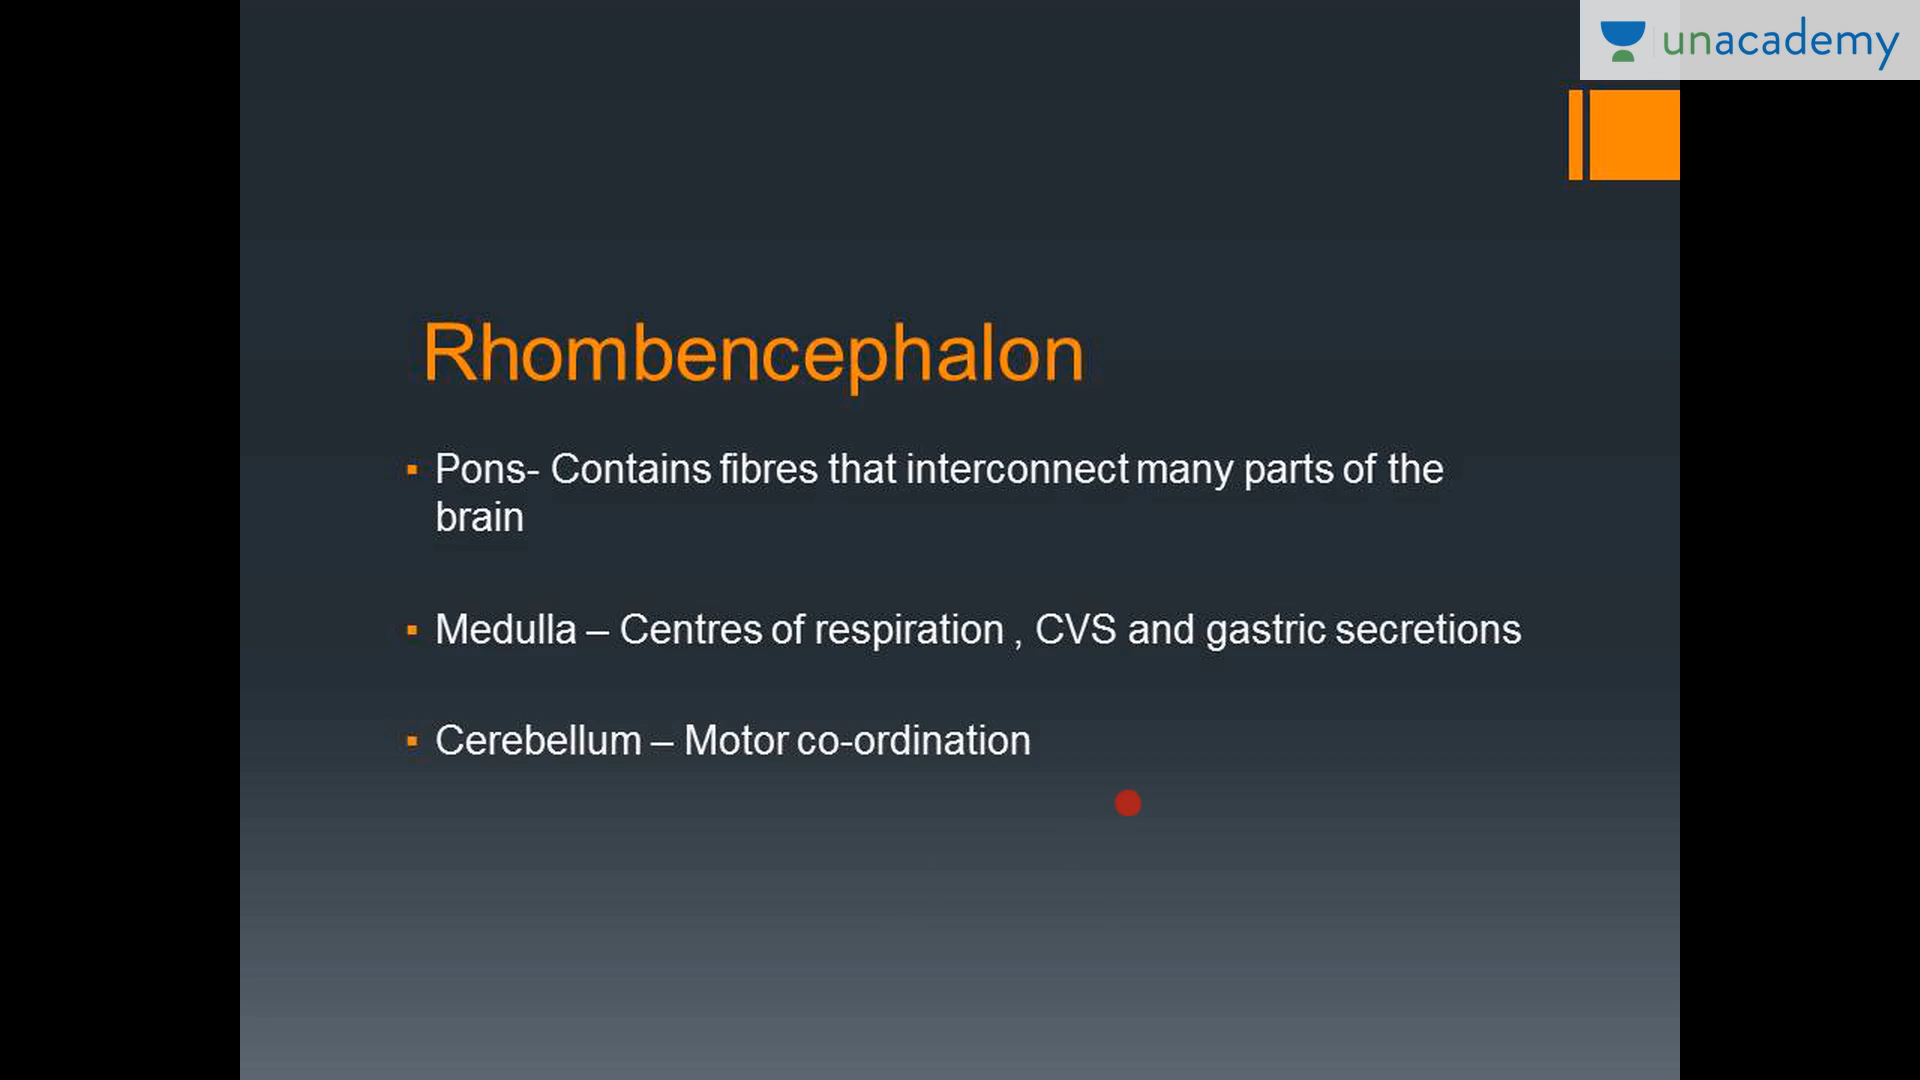 unacademy
Rhombencephalon
▪ Pons- Contains fibres that interconnect many parts of the
brain
▪ Medulla – Centres of respiration , CVS and gastric secretions
▪ Cerebellum – Motor co-ordination